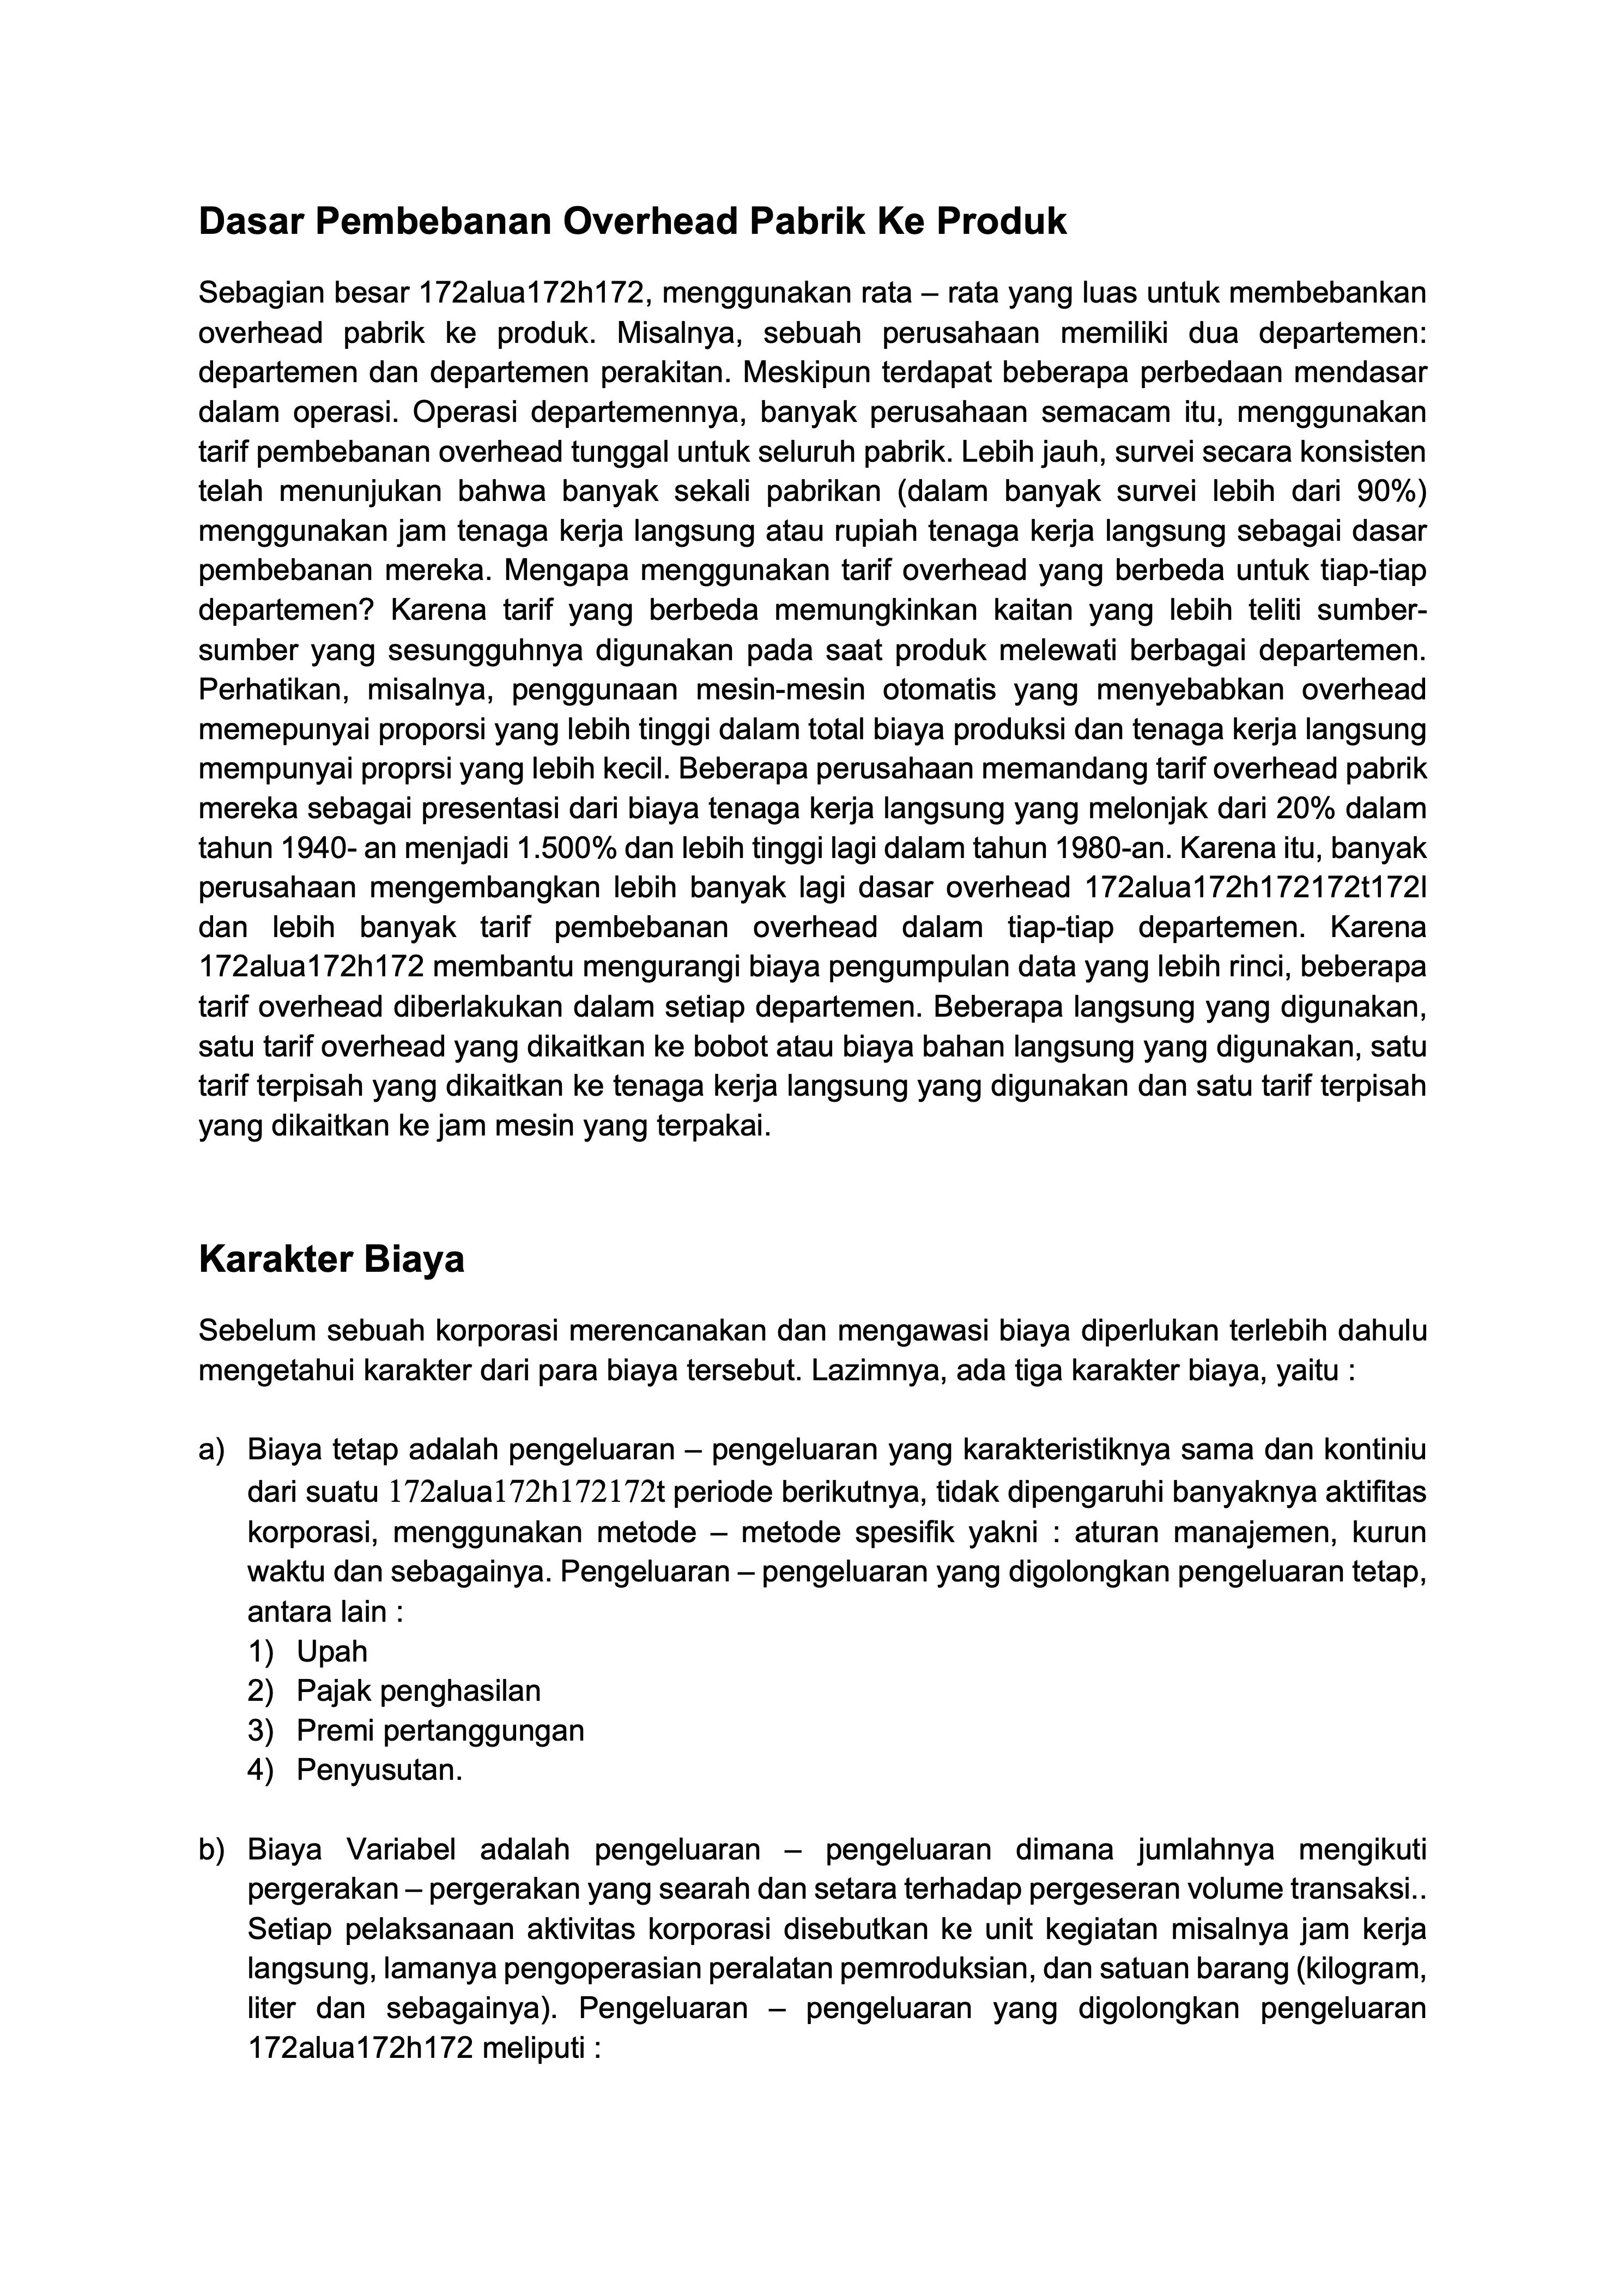 Dasar Pembebanan Overhead Pabrik Ke Produk
Sebagian besar 172alua172h172, menggunakan rata – rata yang luas untuk membebankan
overhead pabrik ke produk. Misalnya, sebuah perusahaan memiliki dua departemen:
departemen dan departemen perakitan. Meskipun terdapat beberapa perbedaan mendasar
dalam operasi. Operasi departemennya, banyak perusahaan semacam itu, menggunakan
tarif pembebanan overhead tunggal untuk seluruh pabrik. Lebih jauh, survei secara konsisten
telah menunjukan bahwa banyak sekali pabrikan (dalam banyak survei lebih dari 90%)
menggunakan jam tenaga kerja langsung atau rupiah tenaga kerja langsung sebagai dasar
pembebanan mereka. Mengapa menggunakan tarif overhead yang berbeda untuk tiap-tiap
departemen? Karena tarif yang berbeda memungkinkan kaitan yang lebih teliti sumber-
sumber yang sesungguhnya digunakan pada saat produk melewati berbagai departemen.
Perhatikan, misalnya, penggunaan mesin-mesin otomatis yang menyebabkan overhead
memepunyai proporsi yang lebih tinggi dalam total biaya produksi dan tenaga kerja langsung
mempunyai proprsi yang lebih kecil. Beberapa perusahaan memandang tarif overhead pabrik
mereka sebagai presentasi dari biaya tenaga kerja langsung yang melonjak dari 20% dalam
tahun 1940- an menjadi 1.500% dan lebih tinggi lagi dalam tahun 1980-an. Karena itu, banyak
perusahaan mengembangkan lebih banyak lagi dasar overhead 172alua172h172172t172l
dan lebih banyak tarif pembebanan overhead dalam tiap-tiap departemen. Karena
172alua172h172 membantu mengurangi biaya pengumpulan data yang lebih rinci, beberapa
tarif overhead diberlakukan dalam setiap departemen. Beberapa langsung yang digunakan,
satu tarif overhead yang dikaitkan ke bobot atau biaya bahan langsung yang digunakan, satu
tarif terpisah yang dikaitkan ke tenaga kerja langsung yang digunakan dan satu tarif terpisah
yang dikaitkan ke jam mesin yang terpakai.
Karakter Biaya
Sebelum sebuah korporasi merencanakan dan mengawasi biaya diperlukan terlebih dahulu
mengetahui karakter dari para biaya tersebut. Lazimnya, ada tiga karakter biaya, yaitu :
a) Biaya tetap adalah pengeluaran – pengeluaran yang karakteristiknya sama dan kontiniu
dari suatu 172alua172h172172t periode berikutnya, tidak dipengaruhi banyaknya aktifitas
korporasi, menggunakan metode – metode spesifik yakni : aturan manajemen, kurun
waktu dan sebagainya. Pengeluaran – pengeluaran yang digolongkan pengeluaran tetap,
antara lain :
1) Upah
2) Pajak penghasilan
3) Premi pertanggungan
4) Penyusutan.
b) Biaya Variabel adalah pengeluaran – pengeluaran dimana jumlahnya mengikuti
pergerakan – pergerakan yang searah dan setara terhadap pergeseran volume transaksi..
Setiap pelaksanaan aktivitas korporasi disebutkan ke unit kegiatan misalnya jam kerja
langsung, lamanya pengoperasian peralatan pemroduksian, dan satuan barang (kilogram,
liter dan sebagainya). Pengeluaran – pengeluaran yang digolongkan pengeluaran
172alua172h172 meliputi :